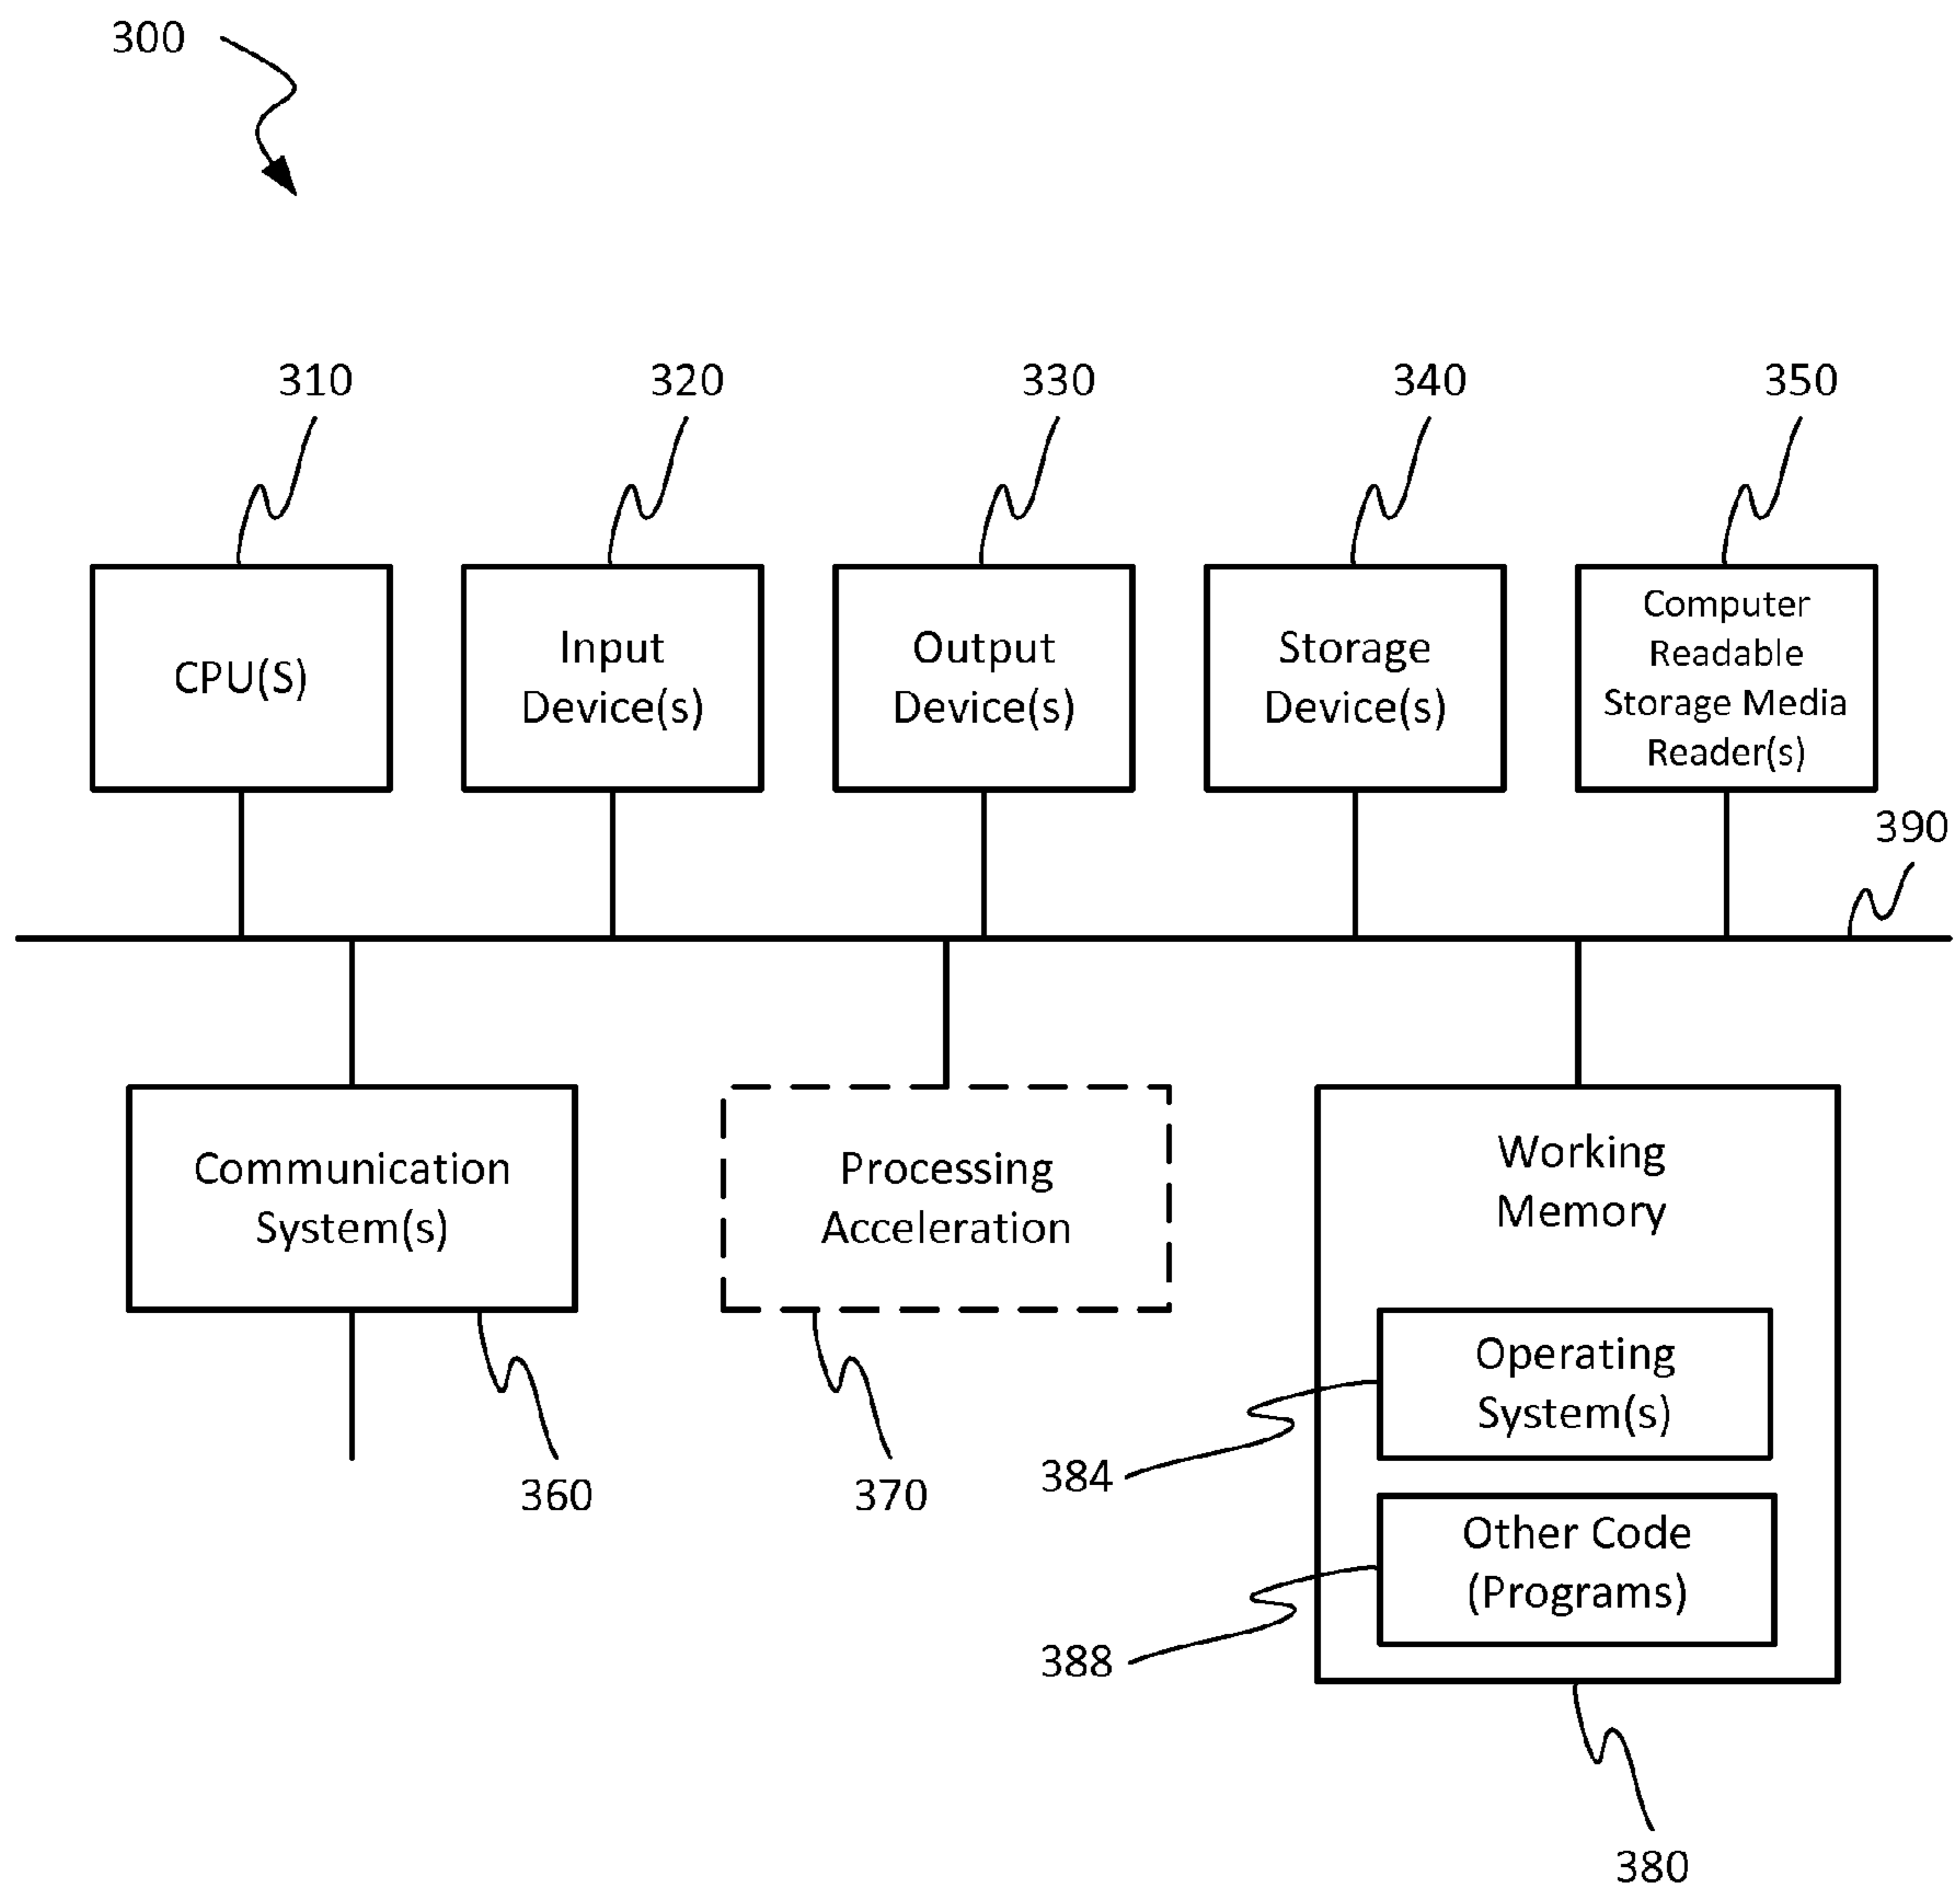 300
310
320
330
340
350
CPU(S)
Input
Device(s)
Output
Device(s)
Storage
Device(s)
Computer
Readable
Storage Media
Reader(s)
390
Communication
System(s)
Processing
Acceleration
Working
Memory
Operating
System(s)
Other Code
(Programs)
384
388
360
370
380